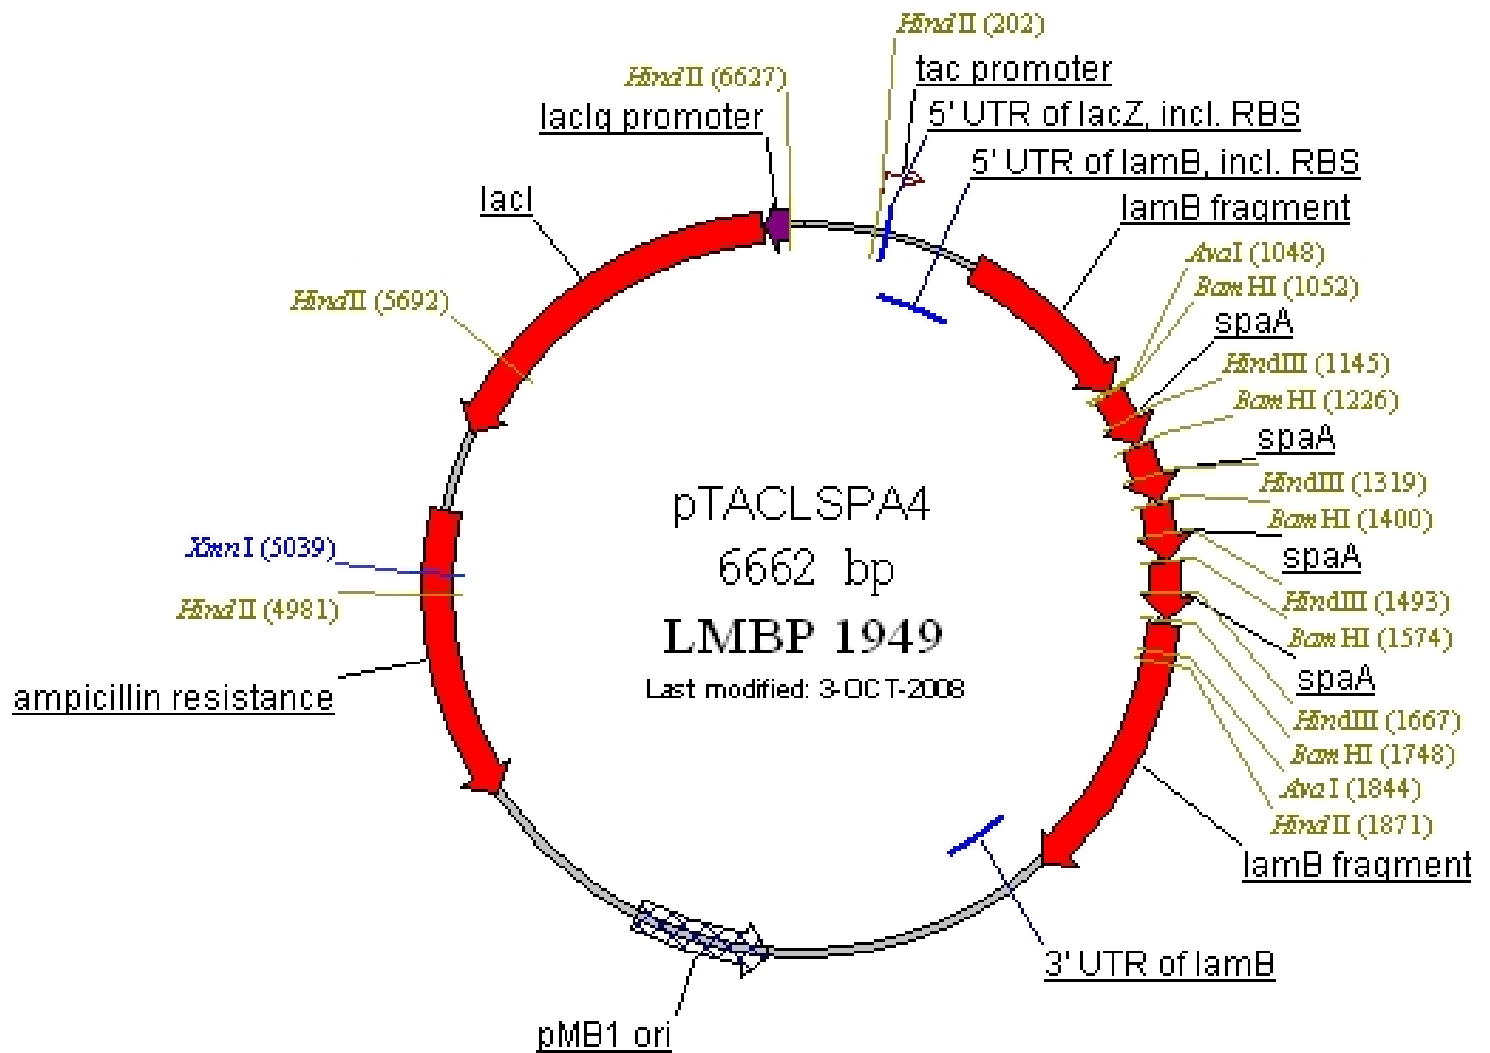 HindII (202)
tac promoter
HindII (6627)
5' UTR of lacZ, incl. RBS
lacIq promoter
5' UTR of lamB, incl. RBS
lacI
lamB fragment
AvaI (1048)
BamHI (1052)
HindII (5692)
spaA
HindIII (1145)
BamHI (1226)
spaA
HindIII (1319)
pTACLSPA4
BamHI (1400)
XmnI (5039)
spaA
6662 bp
HindII (4981)
HindIII (1493)
LMBP 1949
BamHI (1574)
spaA
Last modified: 3-OCT-2008
ampicillin resistance
HindIII (1667)
BamHI (1748)
AvaI (1844)
HindII (1871)
lamB fragment
3' UTR of lamB
pMB1 ori